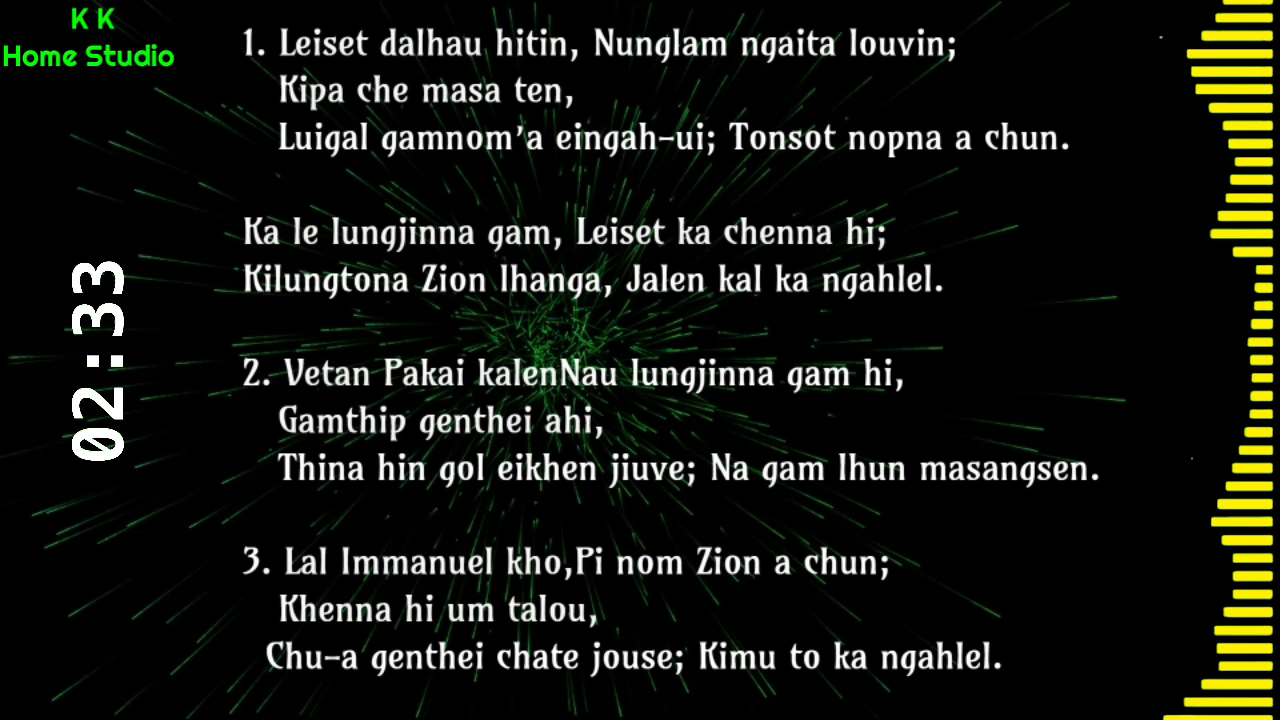 K K
Home Studio
02:33
1. Leiset dalhau hitin, Nunglam ngaita louvin;
Kipa che masa ten,
Luigal gamnom'a eingah-ui; Tonsot nopna a chun.
Ka le lungjinna gam, Leiset ka chenna hi;
Kilungtona Zion lhanga, Jalen kal ka ngahlel.
2. Vetan Pakai kalenNau lungjinna gam hi,
Gamthip genthei ahi,
Thina hin gol eikhen jiuve; Na gam lhun masangsen.
3. Lal Immanuel kho,Pi nom Zion a chun;
Khenna hi um talou,
Chu-a genthei chate jouse; Kimu to ka ngahlel.